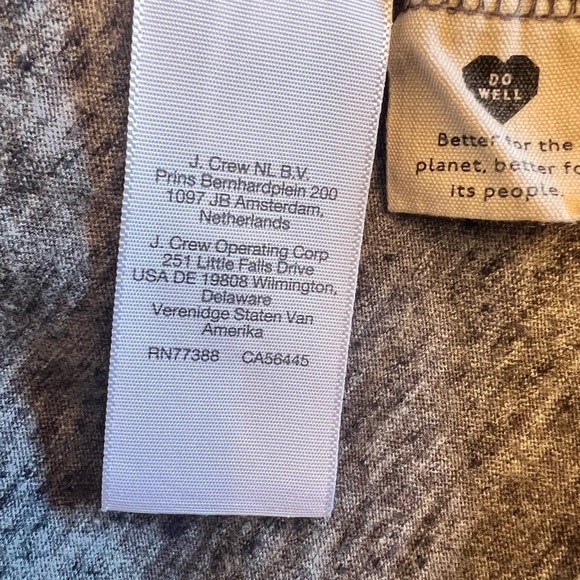 J. Crew NL B.V.
Prins Bernhardplein 200
1097 JB Amsterdam,
Netherlands
J. Crew Operating Corp
251 Little Falls Drive
USA DE 19808 Wilmington,
Delaware
Verenidge Staten Van
Amerika
RN77388 CA56445
DO
WELL
Better for the
planet, better fo
its people.